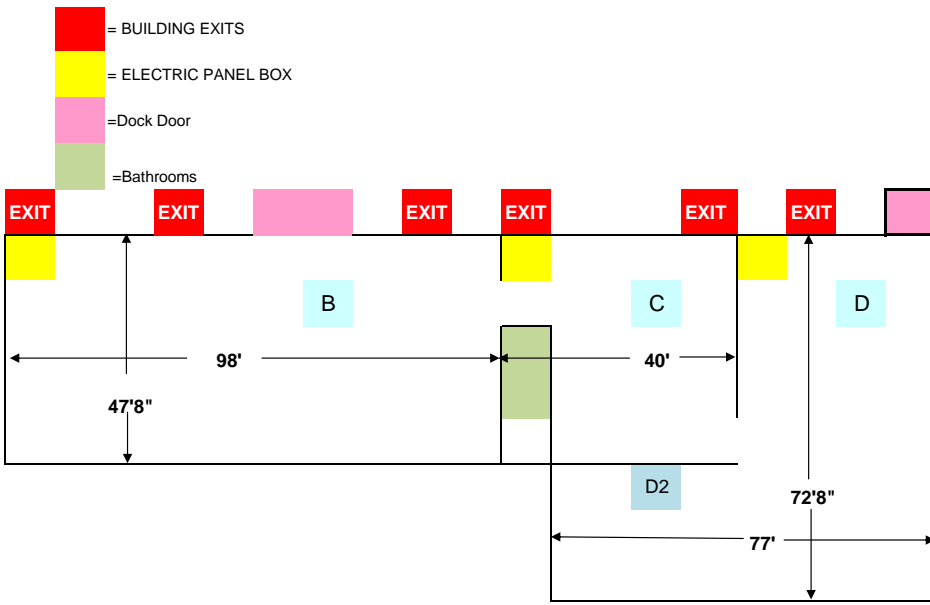 = BUILDING EXITS
= ELECTRIC PANEL BOX
=Dock Door
=Bathrooms
EXIT EXIT EXIT EXIT EXIT EXIT
B C D
98' 40'
47'8"
D2
72'8"
77'